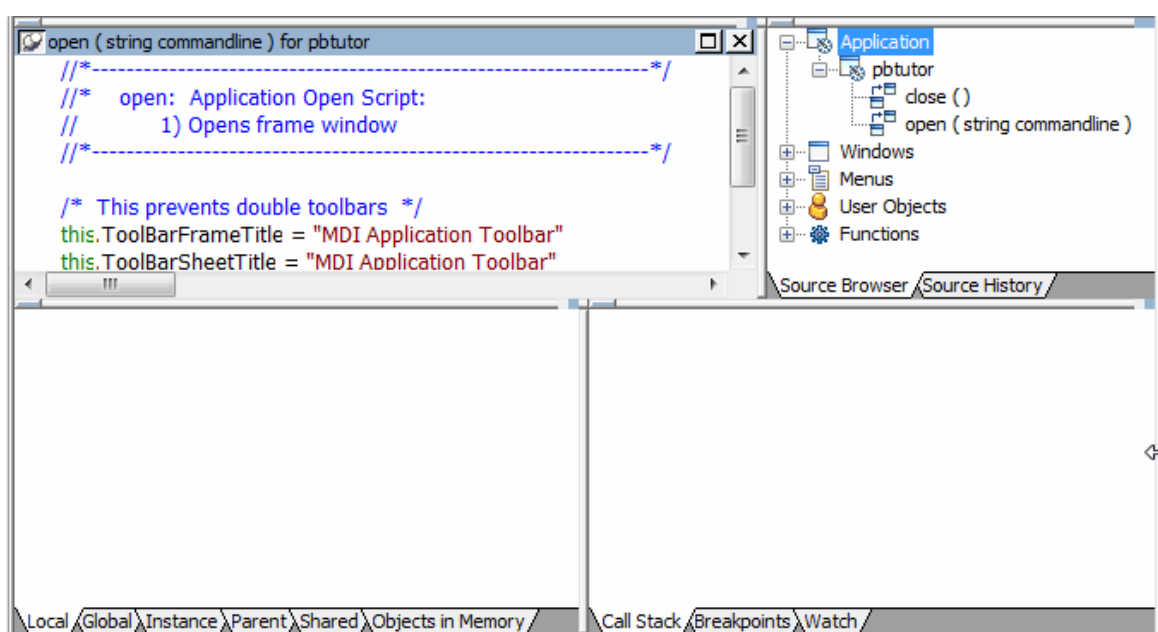 open ( string commandline ) for pbtutor
//*-----------------------------------------------------------------*/
//* open: Application Open Script:
// 1) Opens frame window
//*-----------------------------------------------------------------*/
/* This prevents double toolbars */
this.ToolBarFrameTitle = "MDI Application Toolbar"
this.ToolBarSheetTitle = "MDI Application Toolbar"
Application
pbtutor
close ( )
open ( string commandline )
Windows
Menus
User Objects
Functions
Source Browser Source History
Local Global Instance Parent Shared Objects in Memory
Call Stack Breakpoints Watch